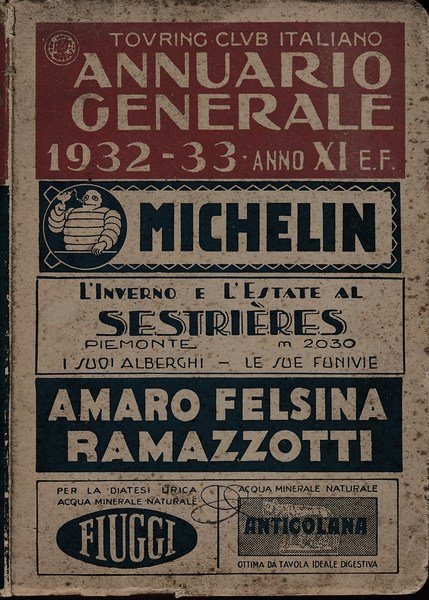 TOVRING CLVB ITALIANO
ANNUARIO
GENERALE
1932-33·ANNO XI E.F.
MICHELIN
L'INVERNO E L'ESTATE AL
SESTRIÈRES
PIEMONTE m 2030
I SUOI ALBERGHI – LE SUE FUNIVIE
AMARO FELSINA
RAMAZZOTTI
PER LA DIATESI URICA
ACQUA MINERALE NATURALE
FIUGGI
ACQUA MINERALE NATURALE
ANTICOLANA
OTTIMA DA TAVOLA IDEALE DIGESTIVA